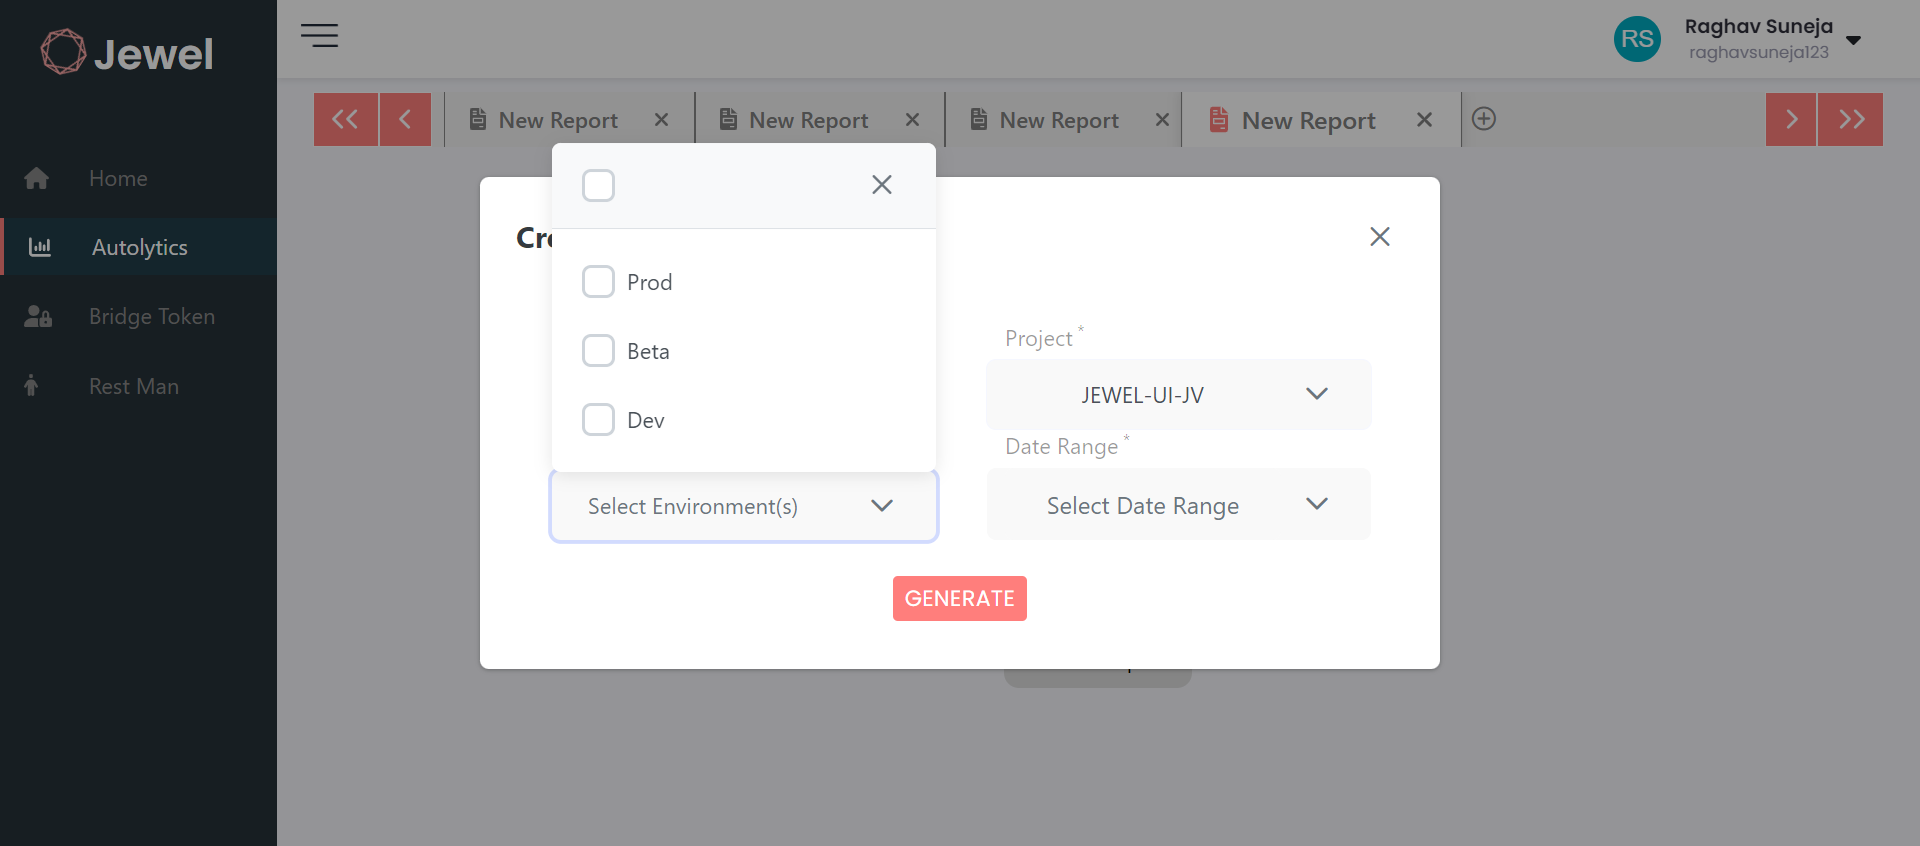 Jewel
Home
Autolytics
Bridge Token
Rest Man
RS
Raghav Suneja
raghavsuneja123
New Report
New Report
New Report
New Report
Prod
Beta
Dev
Select Environment(s)
Project *
JEWEL-UI-JV
Date Range *
Select Date Range
GENERATE